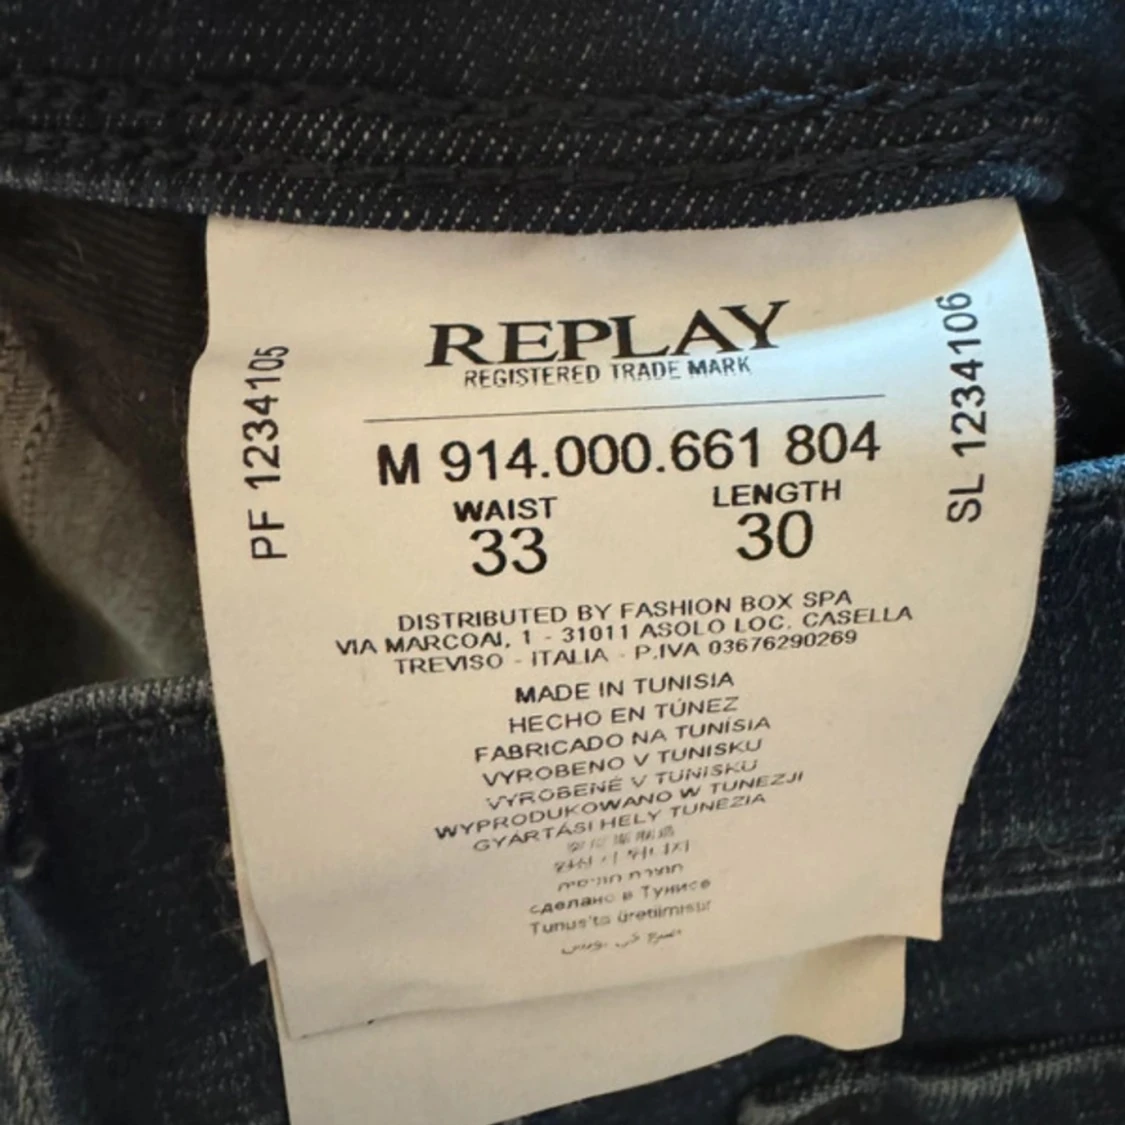 REPLAY
REGISTERED TRADE MARK
M 914.000.661 804
WAIST LENGTH
33 30
PF 1234105
SL 1234106
DISTRIBUTED BY FASHION BOX SPA
VIA MARCOAI, 1 - 31011 ASOLO LOC. CASELLA
TREVISO - ITALIA - P.IVA 03676290269
MADE IN TUNISIA
HECHO EN TÚNEZ
FABRICADO NA TUNÍSIA
VYROBENO V TUNISKU
VYROBENÉ V TUNISKU
WYPRODUKOWANO W TUNEZJI
GYÁRTÁSI HELY TUNEZIA
сделано в Тунисе
Tunus'ta üretilmiştir